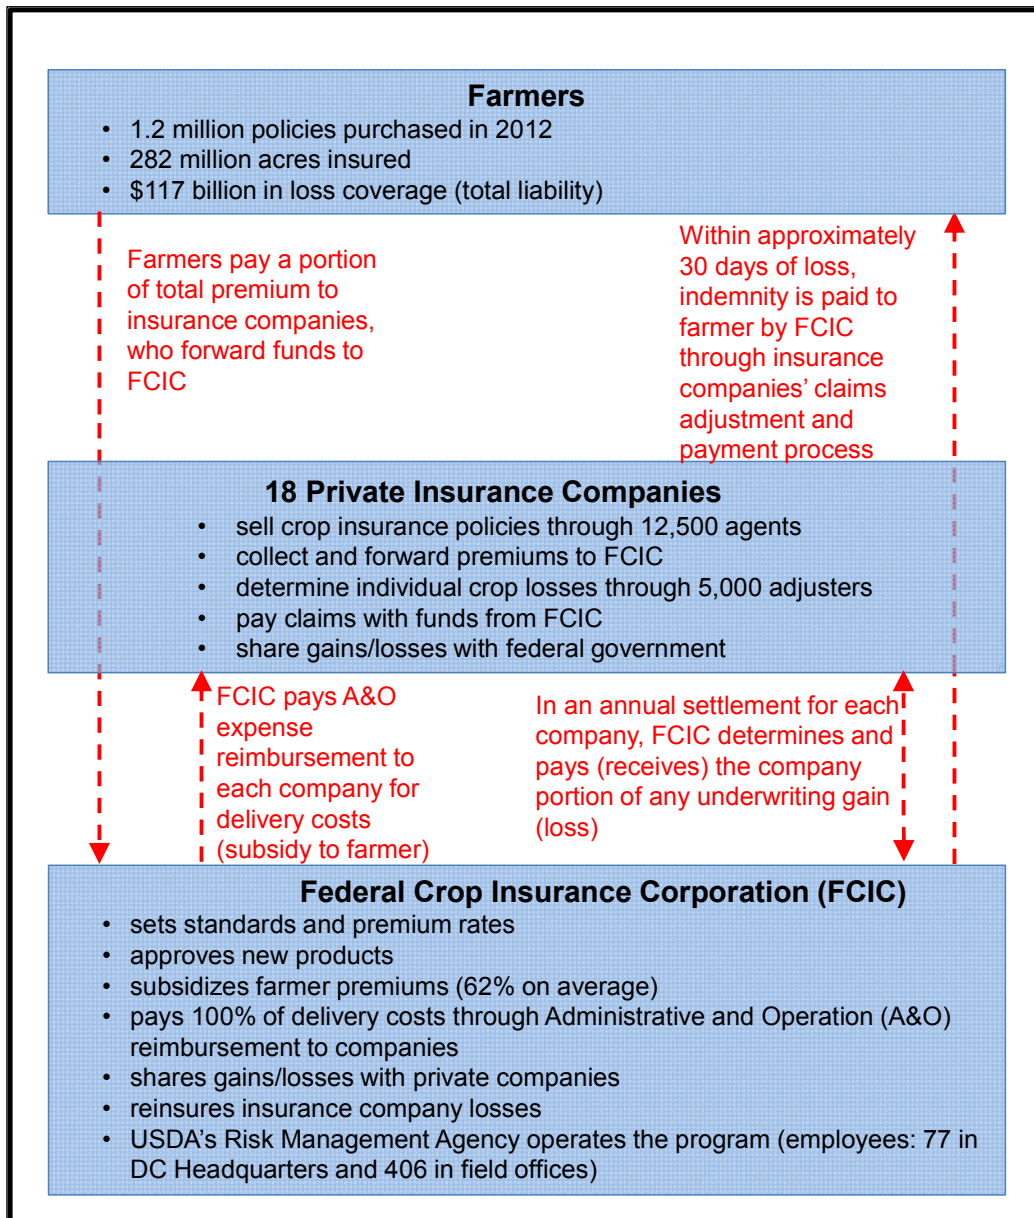 Farmers
• 1.2 million policies purchased in 2012
• 282 million acres insured
• $117 billion in loss coverage (total liability)
Farmers pay a portion
of total premium to
insurance companies,
who forward funds to
FCIC
Within approximately
30 days of loss,
indemnity is paid to
farmer by FCIC
through insurance
companies’ claims
adjustment and
payment process
18 Private Insurance Companies
• sell crop insurance policies through 12,500 agents
• collect and forward premiums to FCIC
• determine individual crop losses through 5,000 adjusters
• pay claims with funds from FCIC
• share gains/losses with federal government
FCIC pays A&O
expense
reimbursement to
each company for
delivery costs
(subsidy to farmer)
In an annual settlement for each
company, FCIC determines and
pays (receives) the company
portion of any underwriting gain
(loss)
Federal Crop Insurance Corporation (FCIC)
• sets standards and premium rates
• approves new products
• subsidizes farmer premiums (62% on average)
• pays 100% of delivery costs through Administrative and Operation (A&O)
reimbursement to companies
• shares gains/losses with private companies
• reinsures insurance company losses
• USDA’s Risk Management Agency operates the program (employees: 77 in
DC Headquarters and 406 in field offices)